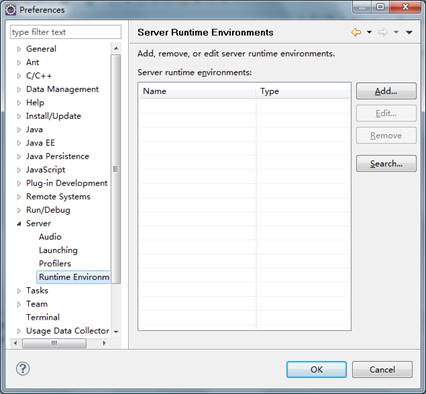 Preferences
type filter text
General
Ant
C/C++
Data Management
Help
Install/Update
Java
Java EE
Java Persistence
JavaScript
Plug-in Development
Remote Systems
Run/Debug
Server
Audio
Launching
Profilers
Runtime Environm
Tasks
Team
Terminal
Usage Data Collector
Server Runtime Environments
Add, remove, or edit server runtime environments.
Server runtime environments:
Name Type
Add...
Edit...
Remove
Search...
OK Cancel